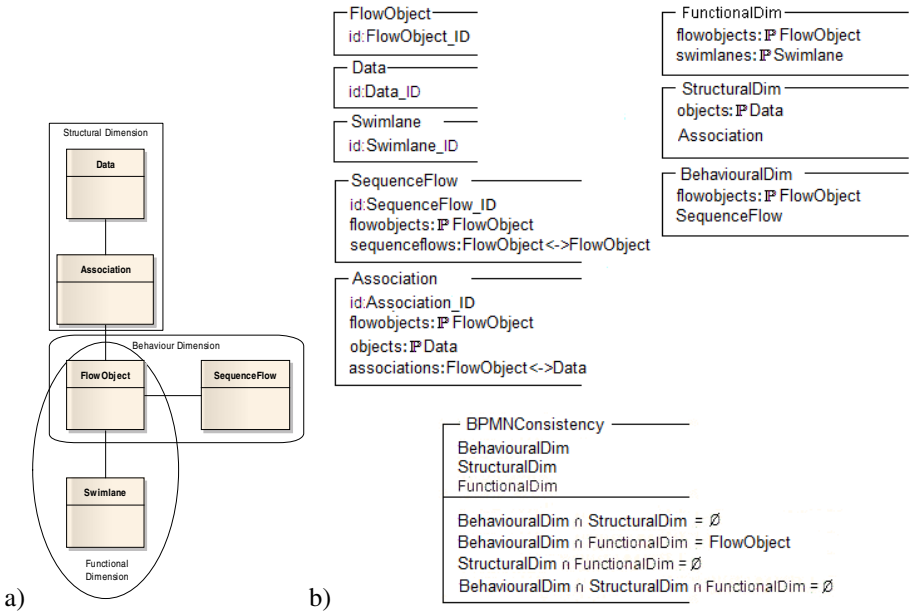 Structural Dimension
Data
Association
Behaviour Dimension
FlowObject
SequenceFlow
Swimlane
Functional
Dimension
a)
FlowObject
id:FlowObject_ID
Data
id:Data_ID
Swimlane
id:Swimlane_ID
SequenceFlow
id:SequenceFlow_ID
flowobjects:ℙ FlowObject
sequenceflows:FlowObject<->FlowObject
Association
id:Association_ID
flowobjects:ℙ FlowObject
objects:ℙ Data
associations:FlowObject<->Data
FunctionalDim
flowobjects:ℙ FlowObject
swimlanes:ℙ Swimlane
StructuralDim
objects:ℙ Data
Association
BehaviouralDim
flowobjects:ℙ FlowObject
SequenceFlow
BPMNConsistency
BehaviouralDim
StructuralDim
FunctionalDim
BehaviouralDim ∩ StructuralDim = Ø
BehaviouralDim ∩ FunctionalDim = FlowObject
StructuralDim ∩ FunctionalDim = Ø
BehaviouralDim ∩ StructuralDim ∩ FunctionalDim = Ø
b)